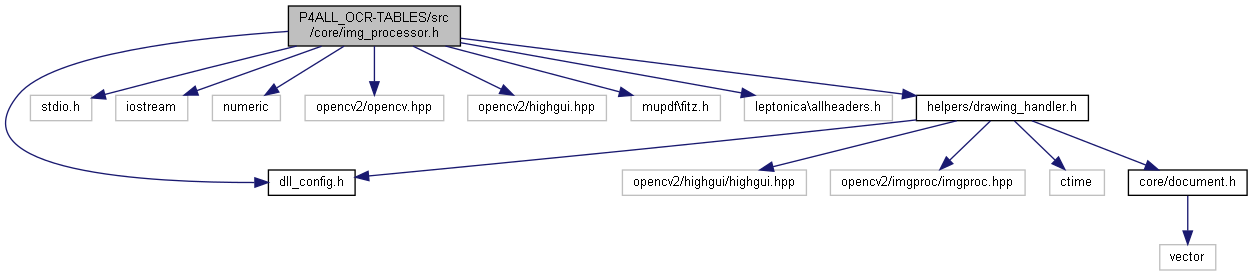 P4ALL_OCR-TABLES/src
/core/img_processor.h
stdio.h
iostream
numeric
opencv2/opencv.hpp
opencv2/highgui.hpp
mupdf\fitz.h
leptonica\allheaders.h
helpers/drawing_handler.h
dll_config.h
opencv2/highgui/highgui.hpp
opencv2/imgproc/imgproc.hpp
ctime
core/document.h
vector